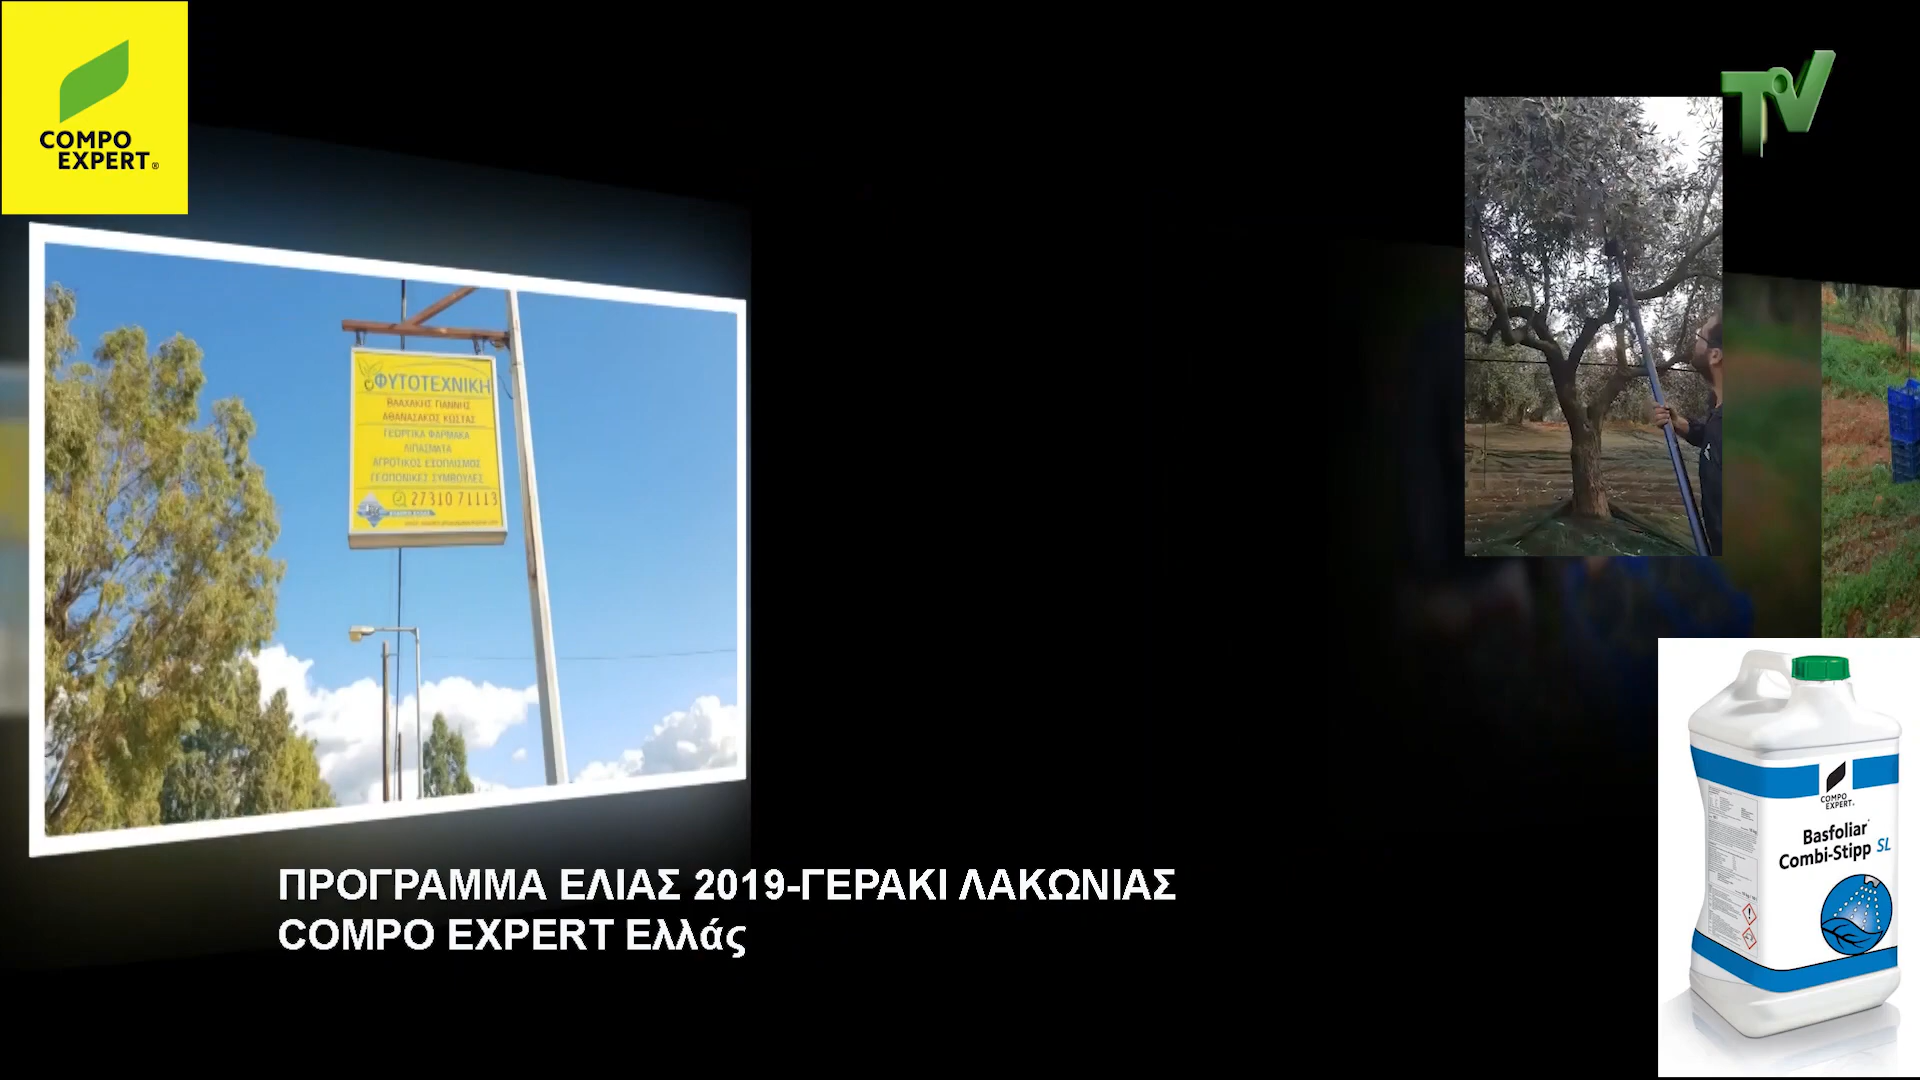 COMPO
EXPERT®
TV
ΦΥΤΟΤΕΧΝΙΚΗ
ΒΛΑΧΑΚΗΣ ΓΙΑΝΝΗΣ
ΑΘΑΝΑΣΑΚΟΣ ΚΩΣΤΑΣ
ΓΕΩΡΓΙΚΑ ΦΑΡΜΑΚΑ
ΛΙΠΑΣΜΑΤΑ
ΑΓΡΟΤΙΚΟΣ ΕΞΟΠΛΙΣΜΟΣ
ΓΕΩΠΟΝΙΚΕΣ ΣΥΜΒΟΥΛΕΣ
27310 71113
ΠΡΟΓΡΑΜΜΑ ΕΛΙΑΣ 2019-ΓΕΡΑΚΙ ΛΑΚΩΝΙΑΣ
COMPO EXPERT Ελλάς
COMPO
EXPERT
Basfoliar
Combi-Stipp SL